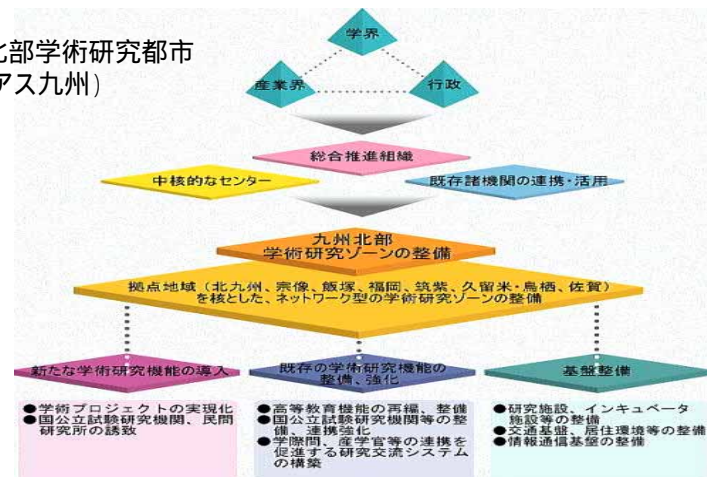 北部学術研究都市
アス九州)
学界
産業界
行政
総合推進組織
中核的なセンター
既存諸機関の連携・活用
九州北部
学術研究ゾーンの整備
拠点地域(北九州、宗像、飯塚、福岡、筑紫、久留米・鳥栖、佐賀)
を核とした、ネットワーク型の学術研究ゾーンの整備
新たな学術研究機能の導入
既存の学術研究機能の
整備、強化
基盤整備
●学術プロジェクトの実現化
●国公立試験研究機関、民間
研究所の誘致
●高等教育機能の再編、整備
●国公立試験研究機関等の整
備、連携強化
●学際間、産学官等の連携を
促進する研究交流システム
の構築
●研究施設、インキュベータ
施設等の整備
●交通基盤、居住環境等の整備
●情報通信基盤の整備